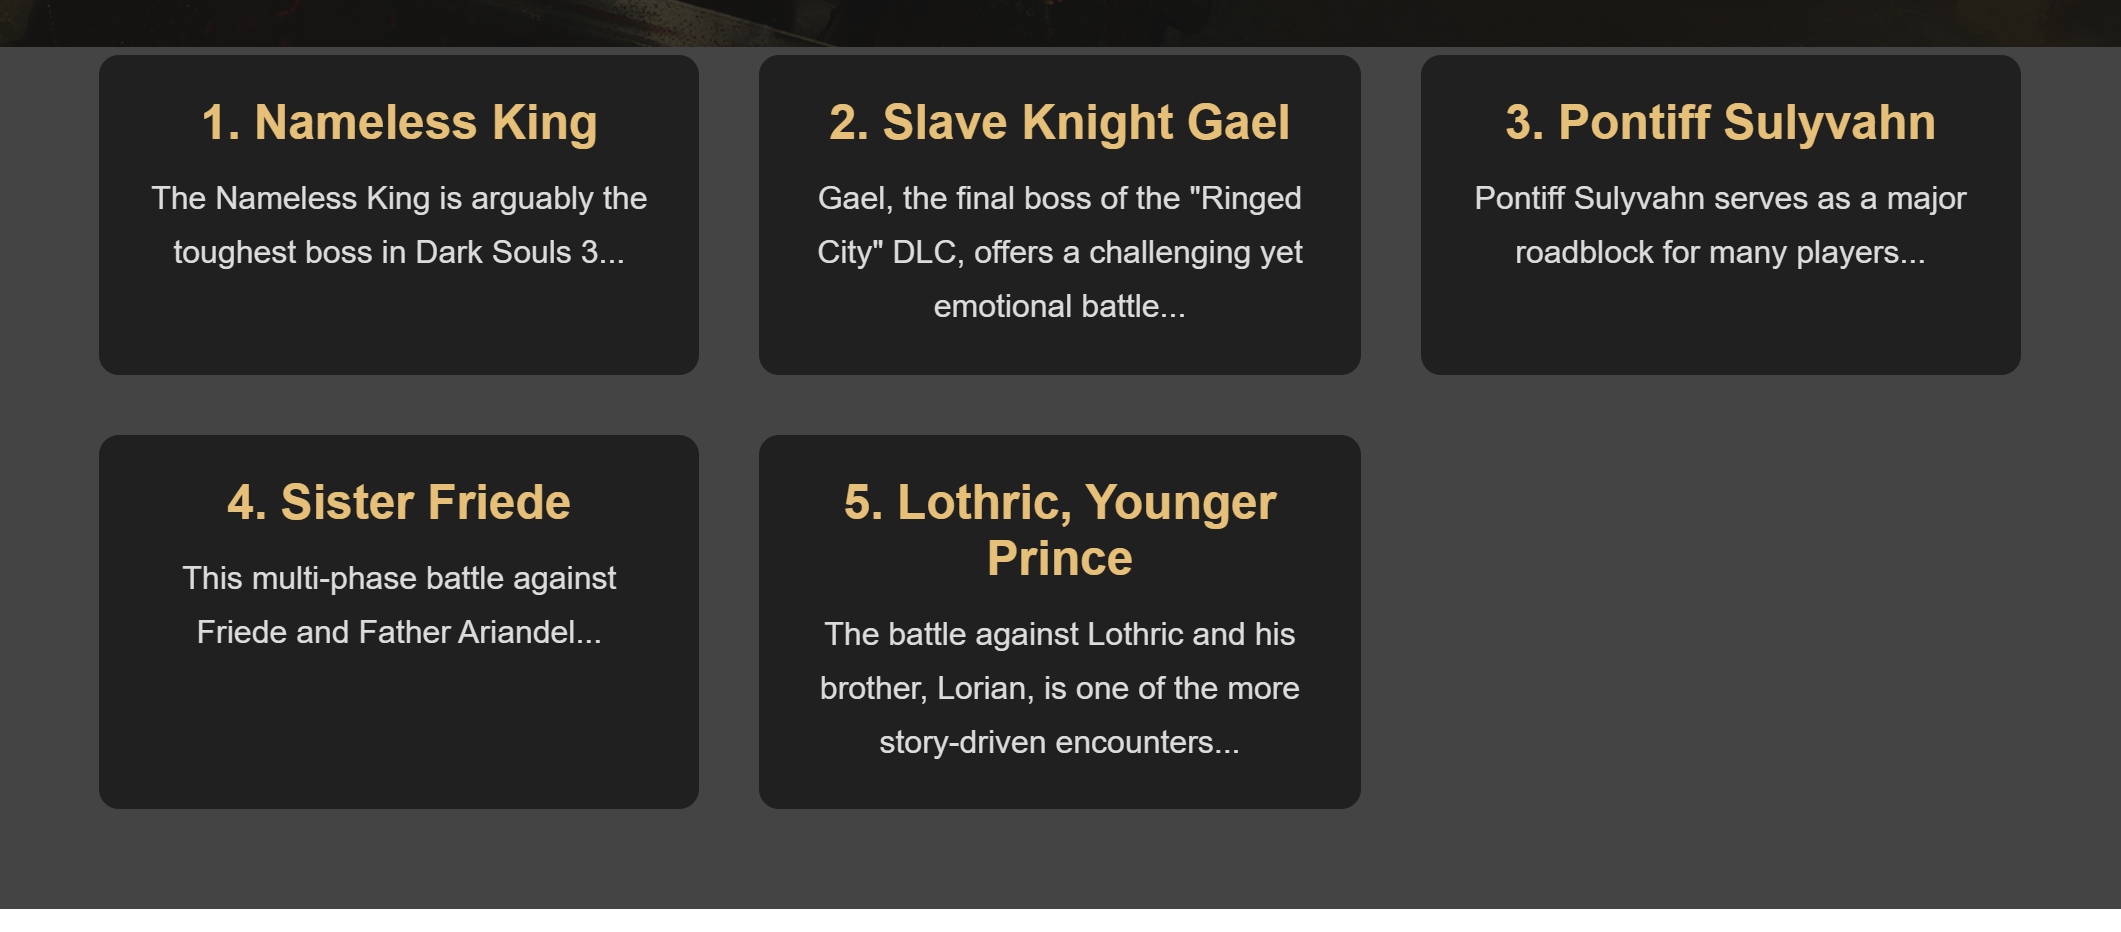 1. Nameless King
The Nameless King is arguably the
toughest boss in Dark Souls 3...
2. Slave Knight Gael
Gael, the final boss of the "Ringed
City" DLC, offers a challenging yet
emotional battle...
3. Pontiff Sulyvahn
Pontiff Sulyvahn serves as a major
roadblock for many players...
4. Sister Friede
This multi-phase battle against
Friede and Father Ariandel...
5. Lothric, Younger
Prince
The battle against Lothric and his
brother, Lorian, is one of the more
story-driven encounters...